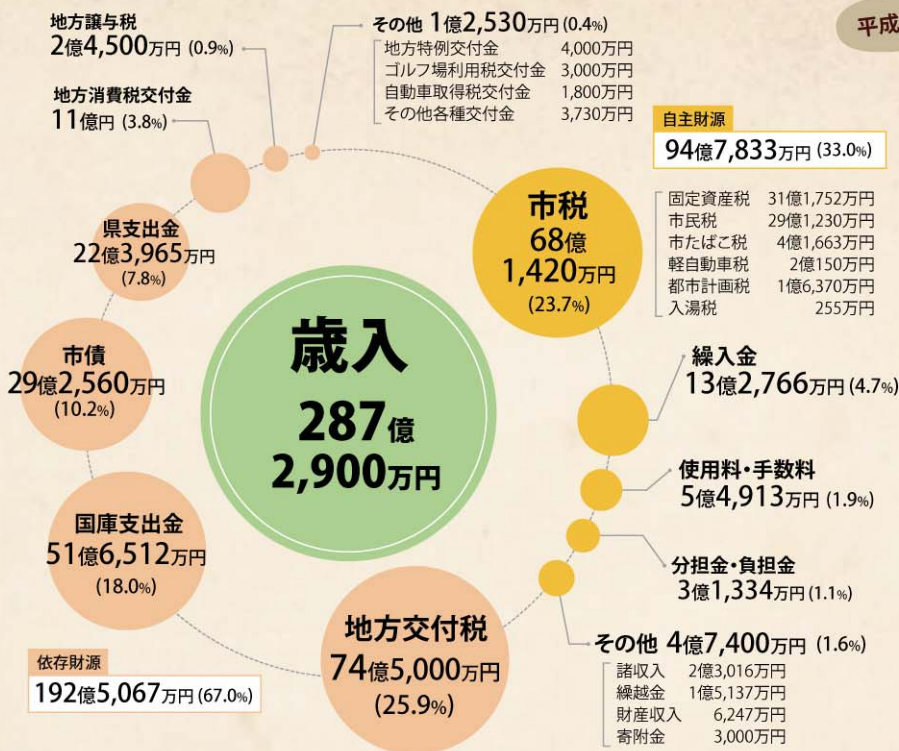 平成
地方譲与税
2億4,500万円 (0.9%)
その他 1億2,530万円 (0.4%)
地方特例交付金 4,000万円
ゴルフ場利用税交付金 3,000万円
自動車取得税交付金 1,800万円
その他各種交付金 3,730万円
地方消費税交付金
11億円 (3.8%)
自主財源
94億7,833万円 (33.0%)
市税
68億
1,420万円
(23.7%)
固定資産税 31億1,752万円
市民税 29億1,230万円
市たばこ税 4億1,663万円
軽自動車税 2億150万円
都市計画税 1億6,370万円
入湯税 255万円
県支出金
22億3,965万円
(7.8%)
歳入
287億
2,900万円
市債
29億2,560万円
(10.2%)
繰入金
13億2,766万円 (4.7%)
使用料・手数料
5億4,913万円 (1.9%)
国庫支出金
51億6,512万円
(18.0%)
分担金・負担金
3億1,334万円 (1.1%)
地方交付税
74億5,000万円
(25.9%)
その他 4億7,400万円 (1.6%)
諸収入 2億3,016万円
繰越金 1億5,137万円
財産収入 6,247万円
寄附金 3,000万円
依存財源
192億5,067万円 (67.0%)